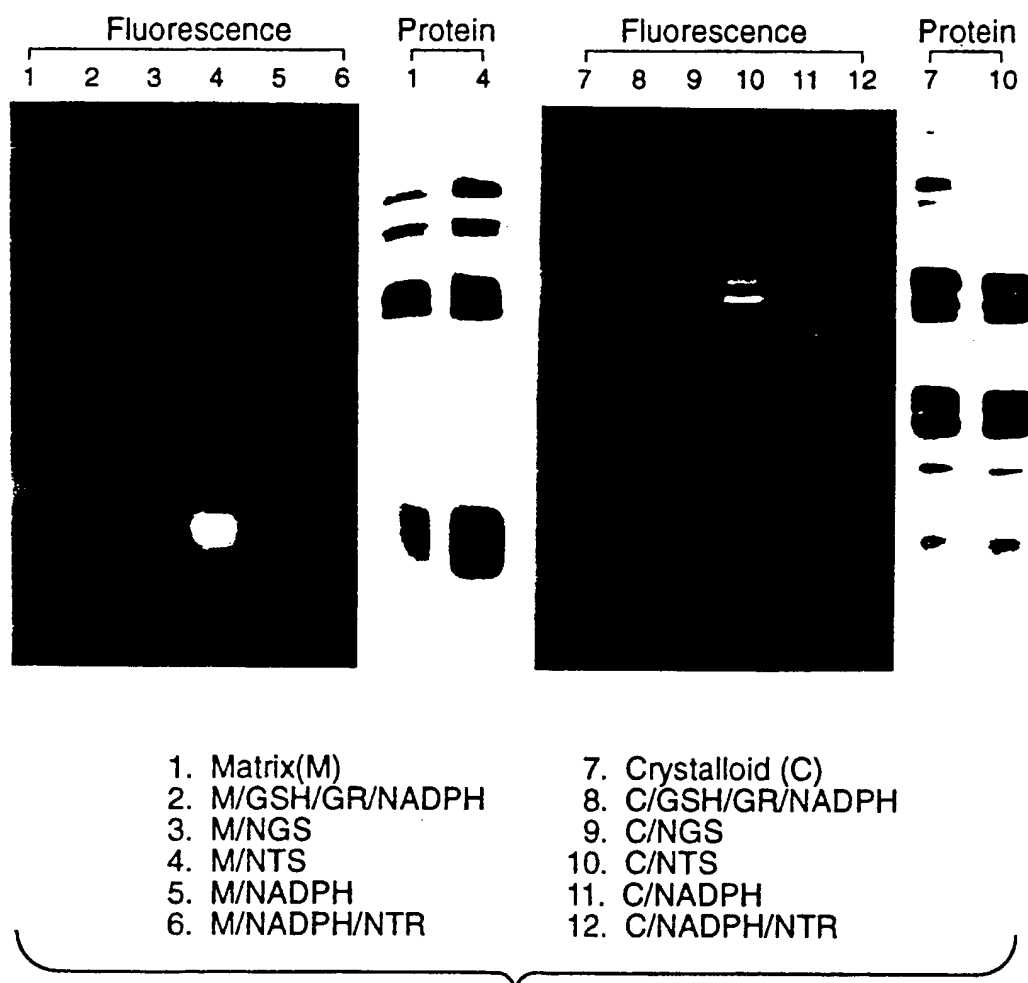 Fluorescence Protein Fluorescence Protein
1 2 3 4 5 6 1 4 7 8 9 10 11 12 7 10
1. Matrix(M)
2. M/GSH/GR/NADPH
3. M/NGS
4. M/NTS
5. M/NADPH
6. M/NADPH/NTR
7. Crystalloid (C)
8. C/GSH/GR/NADPH
9. C/NGS
10. C/NTS
11. C/NADPH
12. C/NADPH/NTR